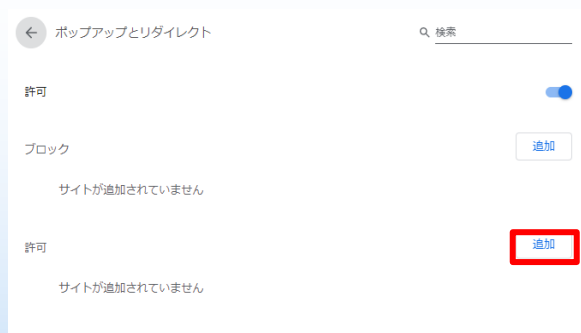 ポップアップとリダイレクト
検索
許可
ブロック
追加
サイトが追加されていません
許可
追加
サイトが追加されていません